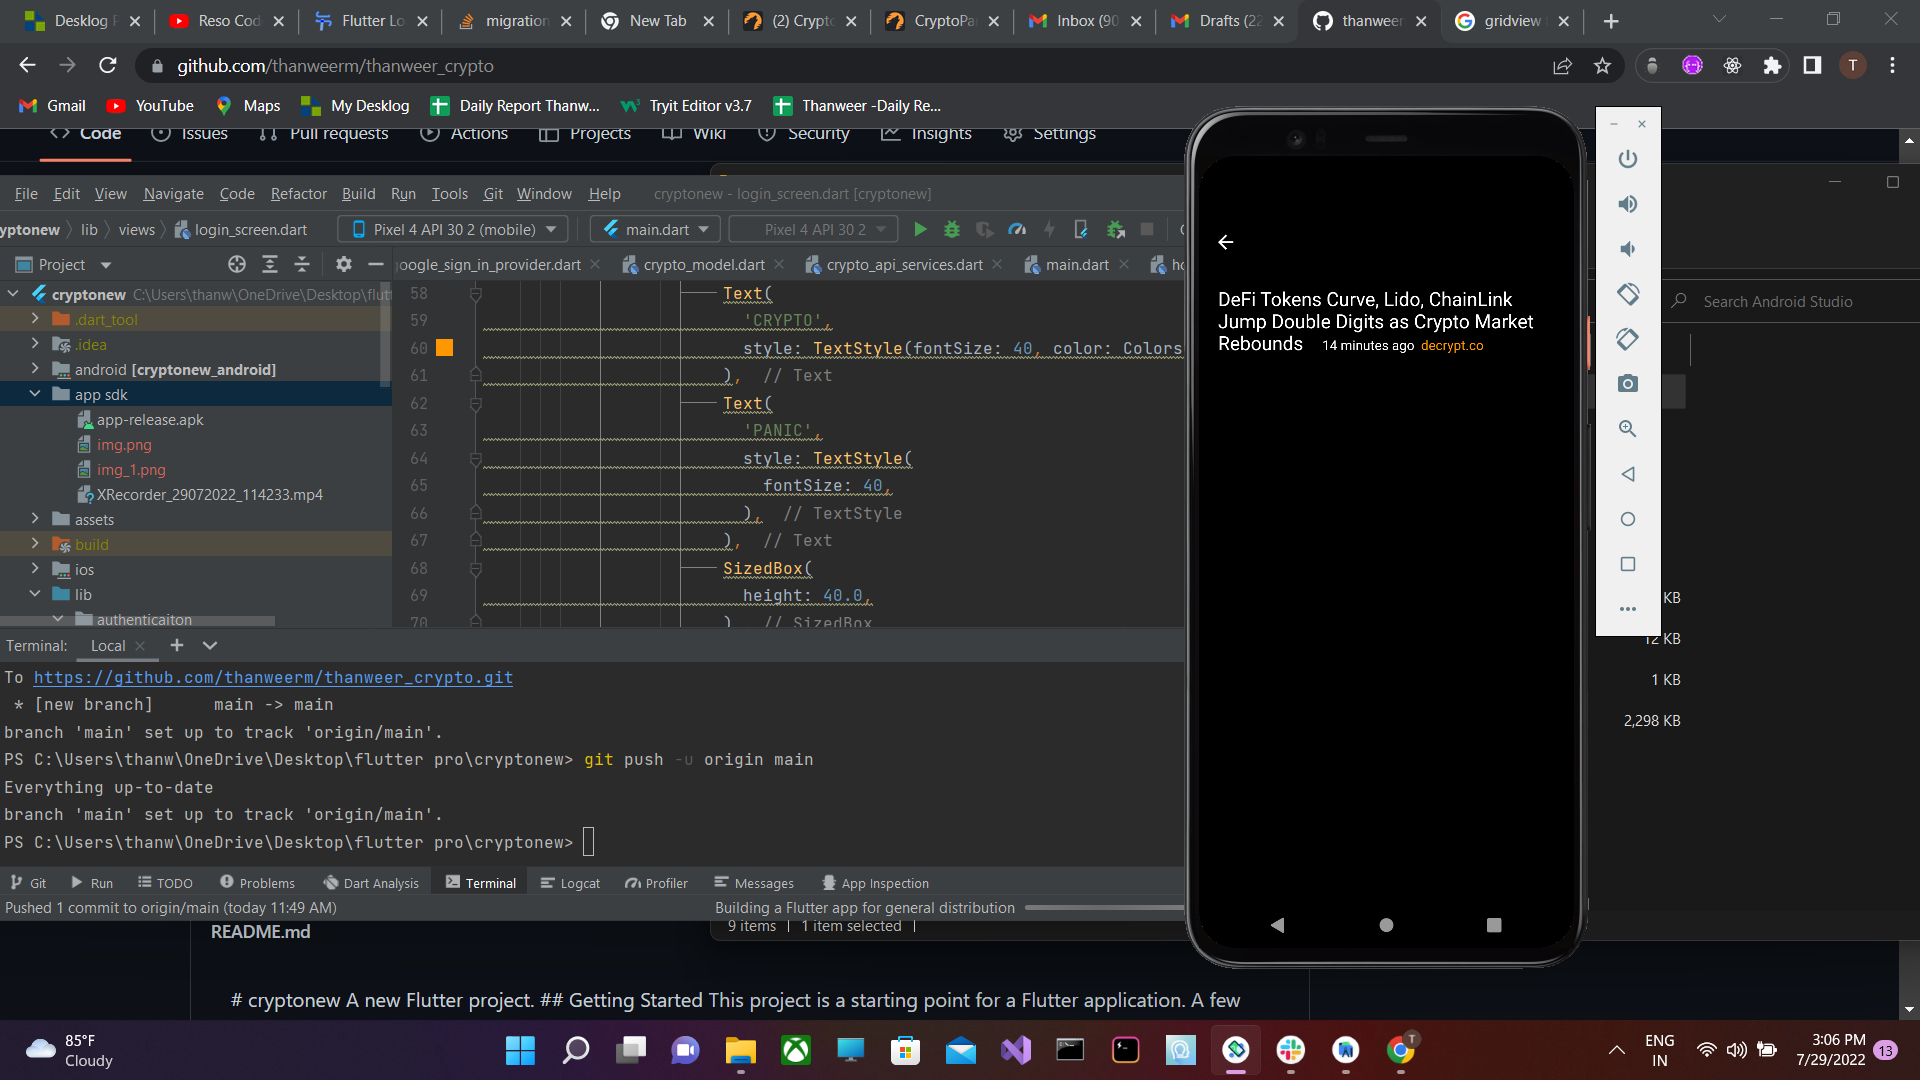 Desklog P
Reso Cod
Flutter Lo
migration
New Tab
(2) Crypto
CryptoPa
Inbox (90
Drafts (22
thanweer
gridview
github.com/thanweerm/thanweer_crypto
T
Gmail
YouTube
Maps
My Desklog
Daily Report Thanw...
Tryit Editor v3.7
Thanweer -Daily Re...
Code
Issues
Pull requests
Actions
Projects
Wiki
Security
Insights
Settings
File Edit View Navigate Code Refactor Build Run Tools Git Window Help
cryptonew - login_screen.dart [cryptonew]
yptonew lib views login_screen.dart
Pixel 4 API 30 2 (mobile)
main.dart
Pixel 4 API 30 2
Project
oogle_sign_in_provider.dart
crypto_model.dart
crypto_api_services.dart
main.dart
ho
cryptonew C:\Users\thanw\OneDrive\Desktop\flut
.dart_tool
.idea
android [cryptonew_android]
app sdk
app-release.apk
img.png
img_1.png
XRecorder_29072022_114233.mp4
assets
build
ios
lib
authenticaiton
58 Text(
59 'CRYPTO',
60 style: TextStyle(fontSize: 40, color: Colors
61 ), // Text
62 Text(
63 'PANIC',
64 style: TextStyle(
65 fontSize: 40,
66 ), // TextStyle
67 ), // Text
68 SizedBox(
69 height: 40.0,
70 ) // SizedBox
Terminal: Local
To https://github.com/thanweerm/thanweer_crypto.git
* [new branch] main -> main
branch 'main' set up to track 'origin/main'.
PS C:\Users\thanw\OneDrive\Desktop\flutter pro\cryptonew> git push -u origin main
Everything up-to-date
branch 'main' set up to track 'origin/main'.
PS C:\Users\thanw\OneDrive\Desktop\flutter pro\cryptonew>
Git Run TODO Problems Dart Analysis Terminal Logcat Profiler Messages App Inspection
Pushed 1 commit to origin/main (today 11:49 AM)
Building a Flutter app for general distribution
9 items 1 item selected
README.md
# cryptonew A new Flutter project. ## Getting Started This project is a starting point for a Flutter application. A few
DeFi Tokens Curve, Lido, ChainLink
Jump Double Digits as Crypto Market
Rebounds 14 minutes ago decrypt.co
Search Android Studio
KB
12 KB
1 KB
2,298 KB
85°F
Cloudy
T
ENG
IN
3:06 PM
7/29/2022
13